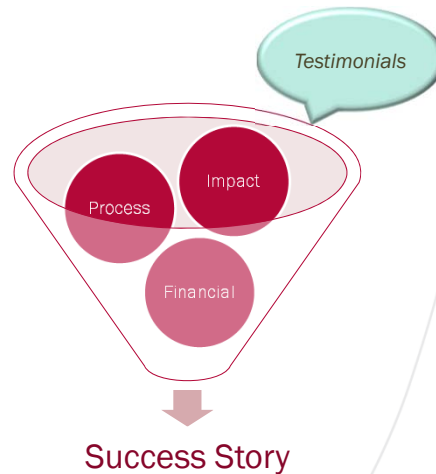 Testimonials
Impact
Process
Financial
Success Story